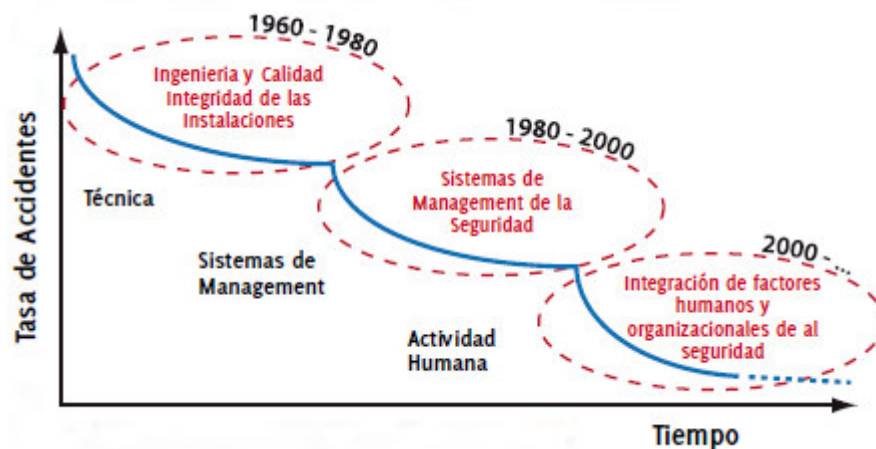 1960 - 1980
Ingenieria y Calidad
Integridad de las
Instalaciones
1980 - 2000
Técnica
Sistemas de
Management de la
Seguridad
2000 - ...
Sistemas de
Management
Integración de factores
humanos y
organizacionales de al
seguridad
Actividad
Humana
Tasa de Accidentes
Tiempo